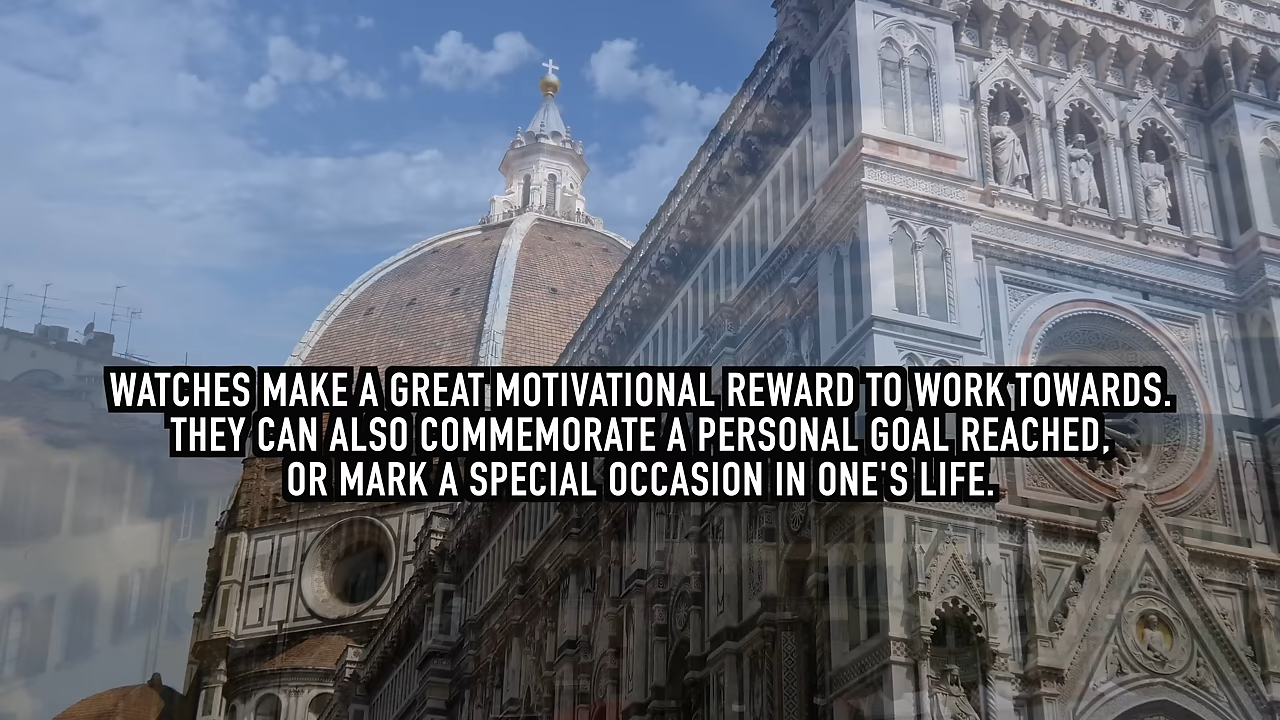 WATCHES MAKE A GREAT MOTIVATIONAL REWARD TO WORK TOWARDS.
THEY CAN ALSO COMMEMORATE A PERSONAL GOAL REACHED,
OR MARK A SPECIAL OCCASION IN ONE'S LIFE.